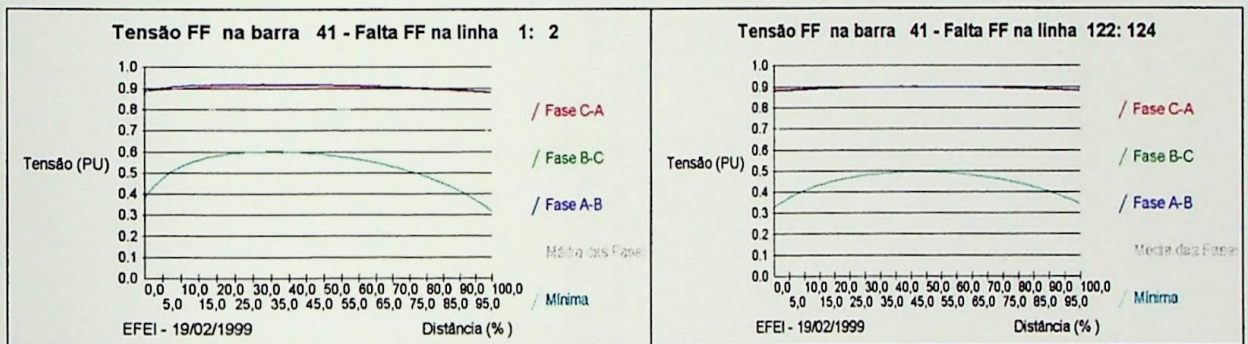 Tensão FF na barra 41 - Falta FF na linha 1: 2
1.0
0.9
0.8
0.7
0.6
0.5
0.4
0.3
0.2
0.1
0.0
Tensão (PU)
Fase C-A
Fase B-C
Fase A-B
Média das Fase
Mínima
0,0 10,0 20,0 30,0 40,0 50,0 60,0 70,0 80,0 90,0 100,0
5,0 15,0 25,0 35,0 45,0 55,0 65,0 75,0 85,0 95,0
EFEI - 19/02/1999 Distância (%)
Tensão FF na barra 41 - Falta FF na linha 122: 124
1.0
0.9
0.8
0.7
0.6
0.5
0.4
0.3
0.2
0.1
0.0
Tensão (PU)
Fase C-A
Fase B-C
Fase A-B
Média das Fase
Mínima
0,0 10,0 20,0 30,0 40,0 50,0 60,0 70,0 80,0 90,0 100,0
5,0 15,0 25,0 35,0 45,0 55,0 65,0 75,0 85,0 95,0
EFEI - 19/02/1999 Distância (%)